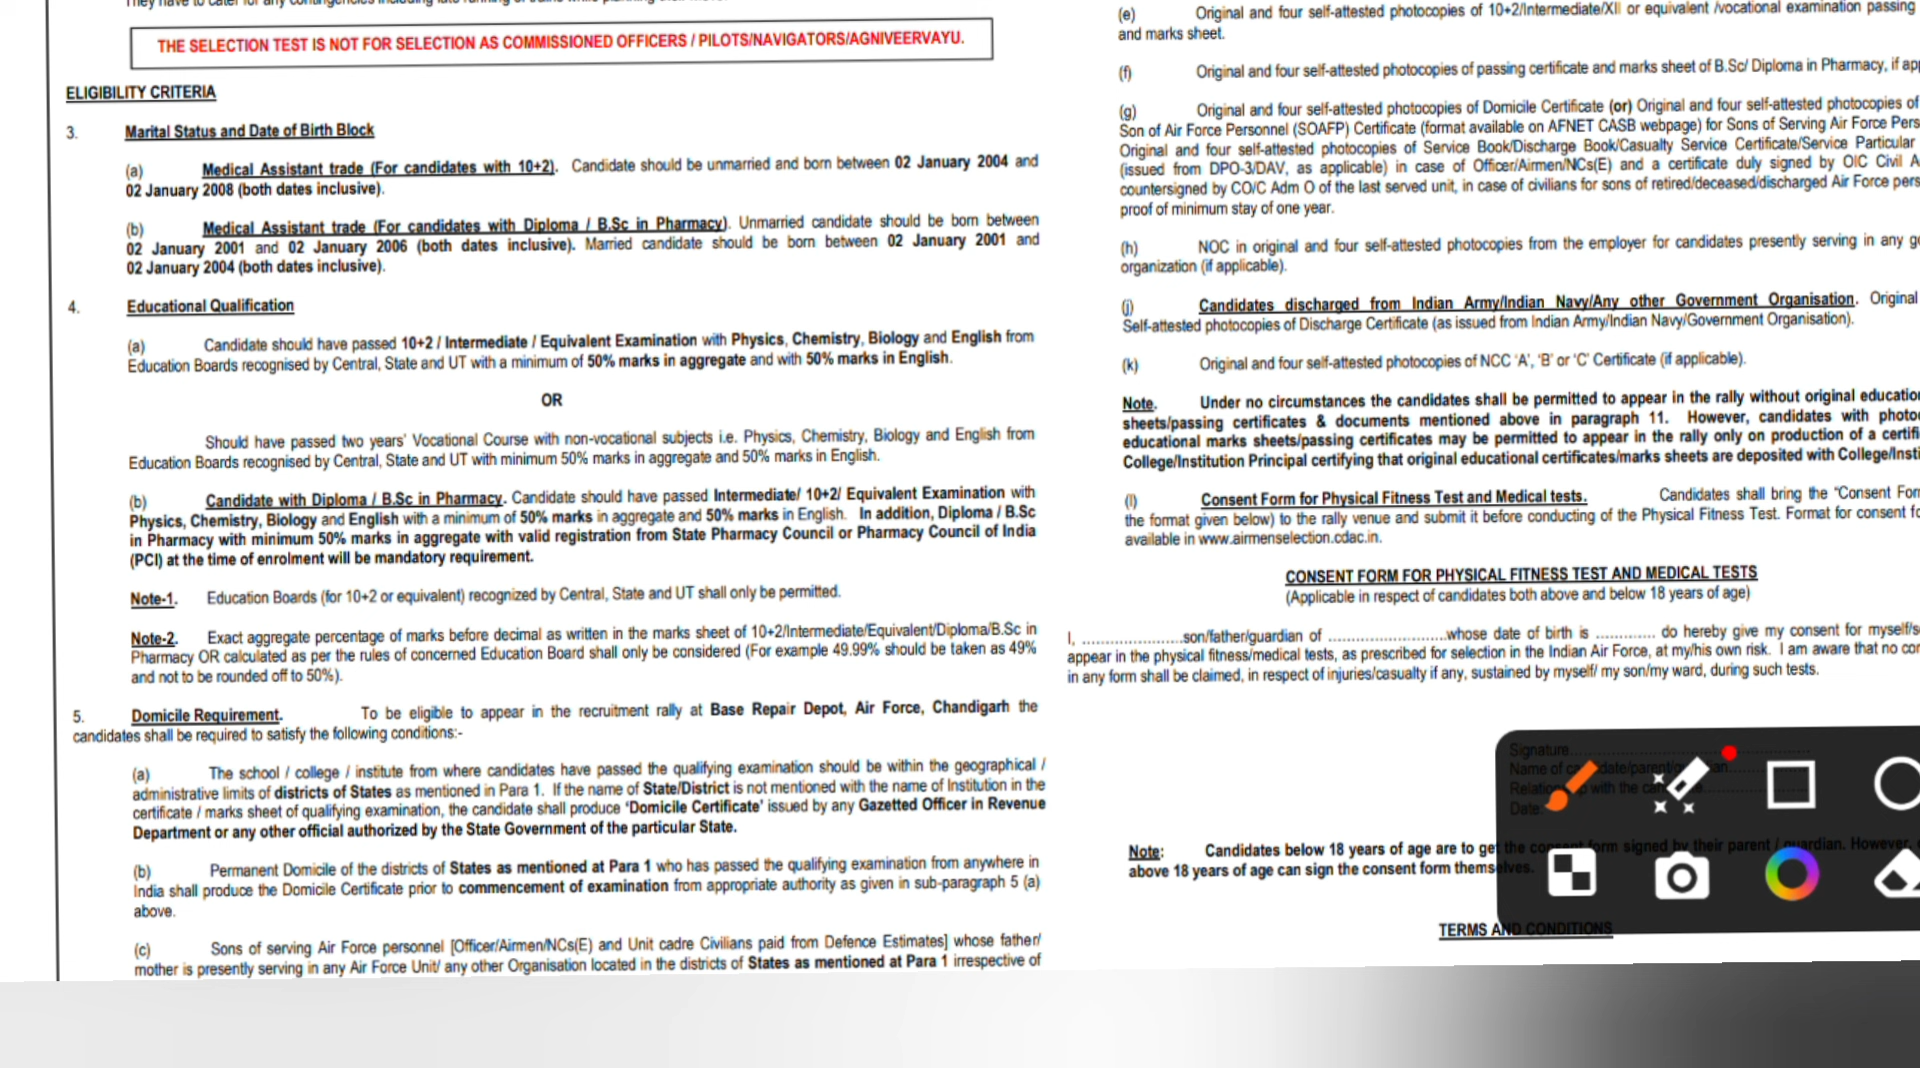 They have to cater for any contingencies including late running of trains while planning their
THE SELECTION TEST IS NOT FOR SELECTION AS COMMISSIONED OFFICERS / PILOTS/NAVIGATORS/AGNIVEERVAYU.
ELIGIBILITY CRITERIA
3. Marital Status and Date of Birth Block
(a) Medical Assistant trade (For candidates with 10+2). Candidate should be unmarried and born between 02 January 2004 and
02 January 2008 (both dates inclusive).
(b) Medical Assistant trade (For candidates with Diploma / B.Sc in Pharmacy). Unmarried candidate should be born between
02 January 2001 and 02 January 2006 (both dates inclusive). Married candidate should be born between 02 January 2001 and
02 January 2004 (both dates inclusive).
4. Educational Qualification
(a) Candidate should have passed 10+2 / Intermediate / Equivalent Examination with Physics, Chemistry, Biology and English from
Education Boards recognised by Central, State and UT with a minimum of 50% marks in aggregate and with 50% marks in English.
OR
Should have passed two years' Vocational Course with non-vocational subjects i.e. Physics, Chemistry, Biology and English from
Education Boards recognised by Central, State and UT with minimum 50% marks in aggregate and 50% marks in English.
(b) Candidate with Diploma / B.Sc in Pharmacy. Candidate should have passed Intermediate/ 10+2/ Equivalent Examination with
Physics, Chemistry, Biology and English with a minimum of 50% marks in aggregate and 50% marks in English. In addition, Diploma / B.Sc
in Pharmacy with minimum 50% marks in aggregate with valid registration from State Pharmacy Council or Pharmacy Council of India
(PCI) at the time of enrolment will be mandatory requirement.
Note-1. Education Boards (for 10+2 or equivalent) recognized by Central, State and UT shall only be permitted.
Note-2. Exact aggregate percentage of marks before decimal as written in the marks sheet of 10+2/Intermediate/Equivalent/Diploma/B.Sc in
Pharmacy OR calculated as per the rules of concerned Education Board shall only be considered (For example 49.99% should be taken as 49%
and not to be rounded off to 50%).
5. Domicile Requirement. To be eligible to appear in the recruitment rally at Base Repair Depot, Air Force, Chandigarh the
candidates shall be required to satisfy the following conditions:-
(a) The school / college / institute from where candidates have passed the qualifying examination should be within the geographical /
administrative limits of districts of States as mentioned in Para 1. If the name of State/District is not mentioned with the name of Institution in the
certificate / marks sheet of qualifying examination, the candidate shall produce 'Domicile Certificate' issued by any Gazetted Officer in Revenue
Department or any other official authorized by the State Government of the particular State.
(b) Permanent Domicile of the districts of States as mentioned at Para 1 who has passed the qualifying examination from anywhere in
India shall produce the Domicile Certificate prior to commencement of examination from appropriate authority as given in sub-paragraph 5 (a)
above.
(c) Sons of serving Air Force personnel [Officer/Airmen/NCs(E) and Unit cadre Civilians paid from Defence Estimates] whose father/
mother is presently serving in any Air Force Unit/ any other Organisation located in the districts of States as mentioned at Para 1 irrespective of
(e) Original and four self-attested photocopies of 10+2/Intermediate/XII or equivalent /vocational examination passing
and marks sheet.
(f) Original and four self-attested photocopies of passing certificate and marks sheet of B.Sc/ Diploma in Pharmacy, if
(g) Original and four self-attested photocopies of Domicile Certificate (or) Original and four self-attested photocopies of
Son of Air Force Personnel (SOAFP) Certificate (format available on AFNET CASB webpage) for Sons of Serving Air Force Pers
Original and four self-attested photocopies of Service Book/Discharge Book/Casualty Service Certificate/Service Particular
(issued from DPO-3/DAV, as applicable) in case of Officer/Airmen/NCs(E) and a certificate duly signed by OIC Civil A
countersigned by CO/C Adm O of the last served unit, in case of civilians for sons of retired/deceased/discharged Air Force pers
proof of minimum stay of one year.
(h) NOC in original and four self-attested photocopies from the employer for candidates presently serving in any
organization (if applicable).
(j) Candidates discharged from Indian Army/Indian Navy/Any other Government Organisation. Original
Self-attested photocopies of Discharge Certificate (as issued from Indian Army/Indian Navy/Government Organisation).
(k) Original and four self-attested photocopies of NCC 'A', 'B' or 'C' Certificate (if applicable).
Note. Under no circumstances the candidates shall be permitted to appear in the rally without original educatio
sheets/passing certificates & documents mentioned above in paragraph 11. However, candidates with photo
educational marks sheets/passing certificates may be permitted to appear in the rally only on production of a certifi
College/Institution Principal certifying that original educational certificates/marks sheets are deposited with College/Insti
(l) Consent Form for Physical Fitness Test and Medical tests. Candidates shall bring the "Consent For
the format given below) to the rally venue and submit it before conducting of the Physical Fitness Test. Format for consent fo
available in www.airmenselection.cdac.in.
CONSENT FORM FOR PHYSICAL FITNESS TEST AND MEDICAL TESTS
(Applicable in respect of candidates both above and below 18 years of age)
I, ........................son/father/guardian of ............................whose date of birth is .............. do hereby give my consent for myself/s
appear in the physical fitness/medical tests, as prescribed for selection in the Indian Air Force, at my/his own risk. I am aware that no
in any form shall be claimed, in respect of injuries/casualty if any, sustained by myself/ my son/my ward, during such tests.
Signature
Name of
with the
Date
Note: Candidates below 18 years of age are to get the consent form signed by their parent / guardian. However,
above 18 years of age can sign the consent form themselves.
TERMS AND CONDITIONS